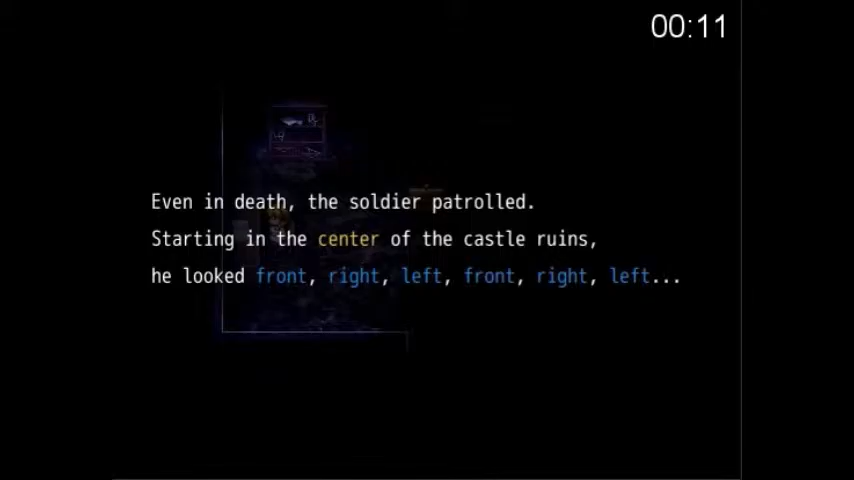 00:11
Even in death, the soldier patrolled.
Starting in the center of the castle ruins,
he looked front, right, left, front, right, left...